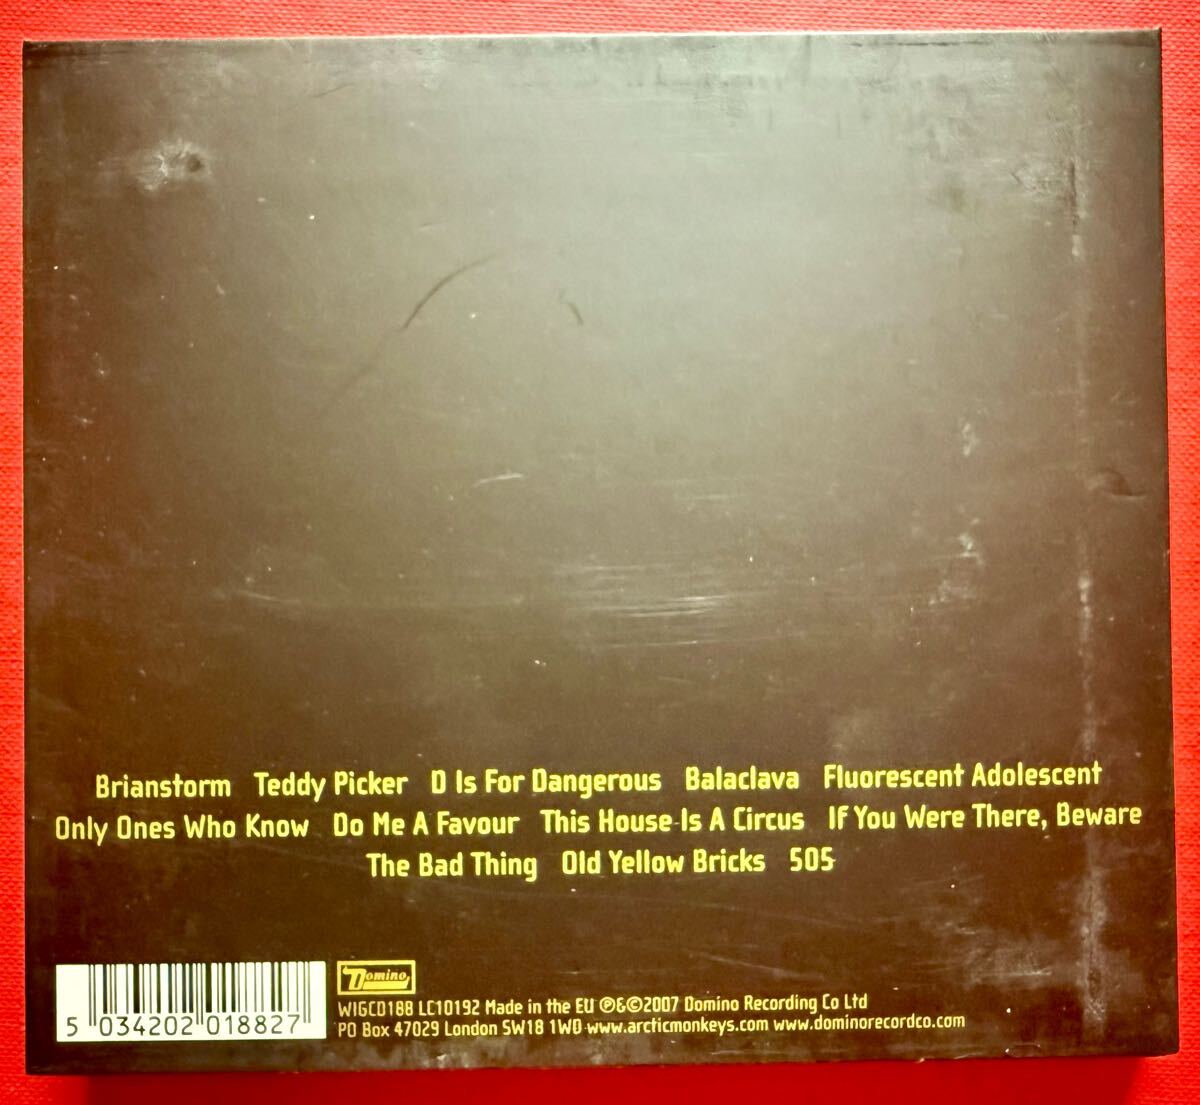 Brianstorm Teddy Picker D Is For Dangerous Balaclava Fluorescent Adolescent
Only Ones Who Know Do Me A Favour This House Is A Circus If You Were There, Beware
The Bad Thing Old Yellow Bricks 505
Domino
WIGCD188 LC10192 Made in the EU ℗&©2007 Domino Recording Co Ltd
PO Box 47029 London SW18 1WD www.arcticmonkeys.com www.dominorecordco.com
5 034202 018827